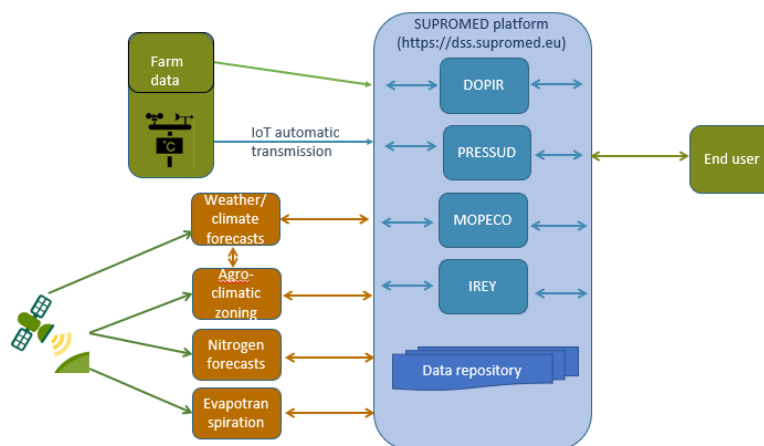 SUPROMED platform
(https://dss.supromed.eu)
Farm
data
°C
IoT automatic
transmission
DOPIR
PRESSUD
MOPECO
IREY
Data repository
End user
Weather/
climate
forecasts
Agro-
climatic
zoning
Nitrogen
forecasts
Evapotran
spiration